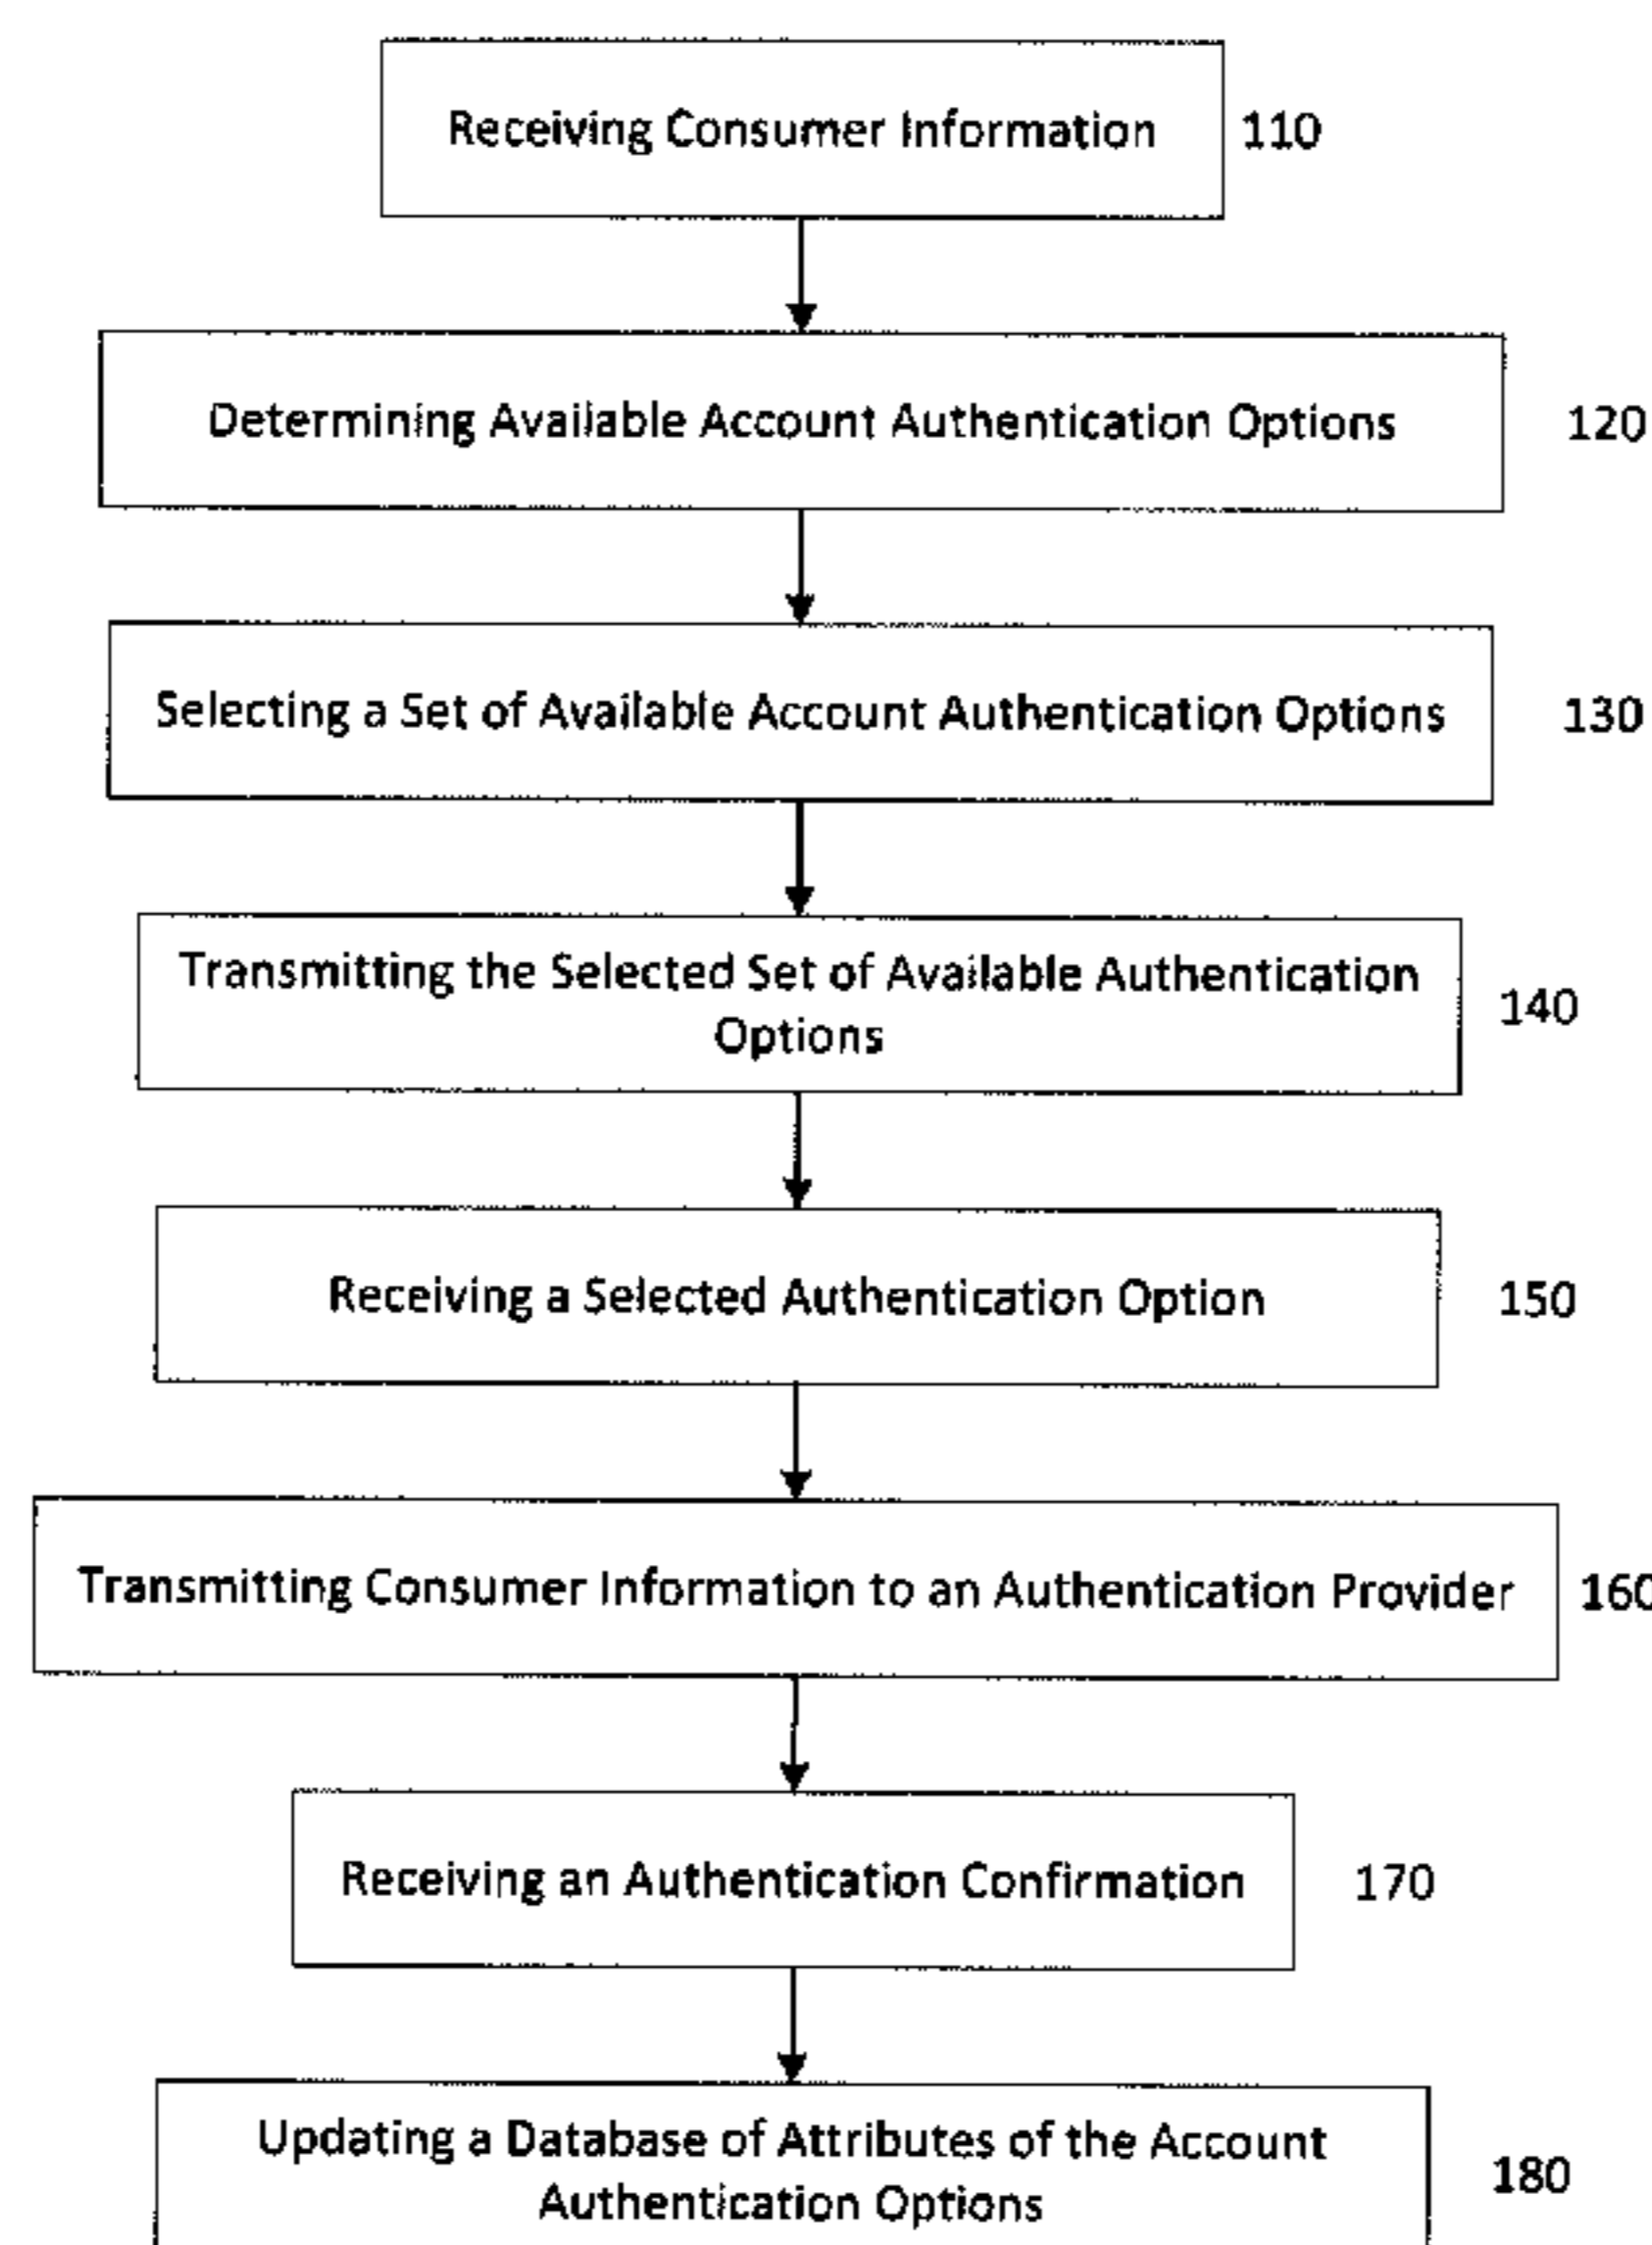 Receiving Consumer Information 110
Determining Available Account Authentication Options 120
Selecting a Set of Available Account Authentication Options 130
Transmitting the Selected Set of Available Authentication
Options
140
Receiving a Selected Authentication Option 150
Transmitting Consumer Information to an Authentication Provider 160
Receiving an Authentication Confirmation 170
Updating a Database of Attributes of the Account
Authentication Options
180